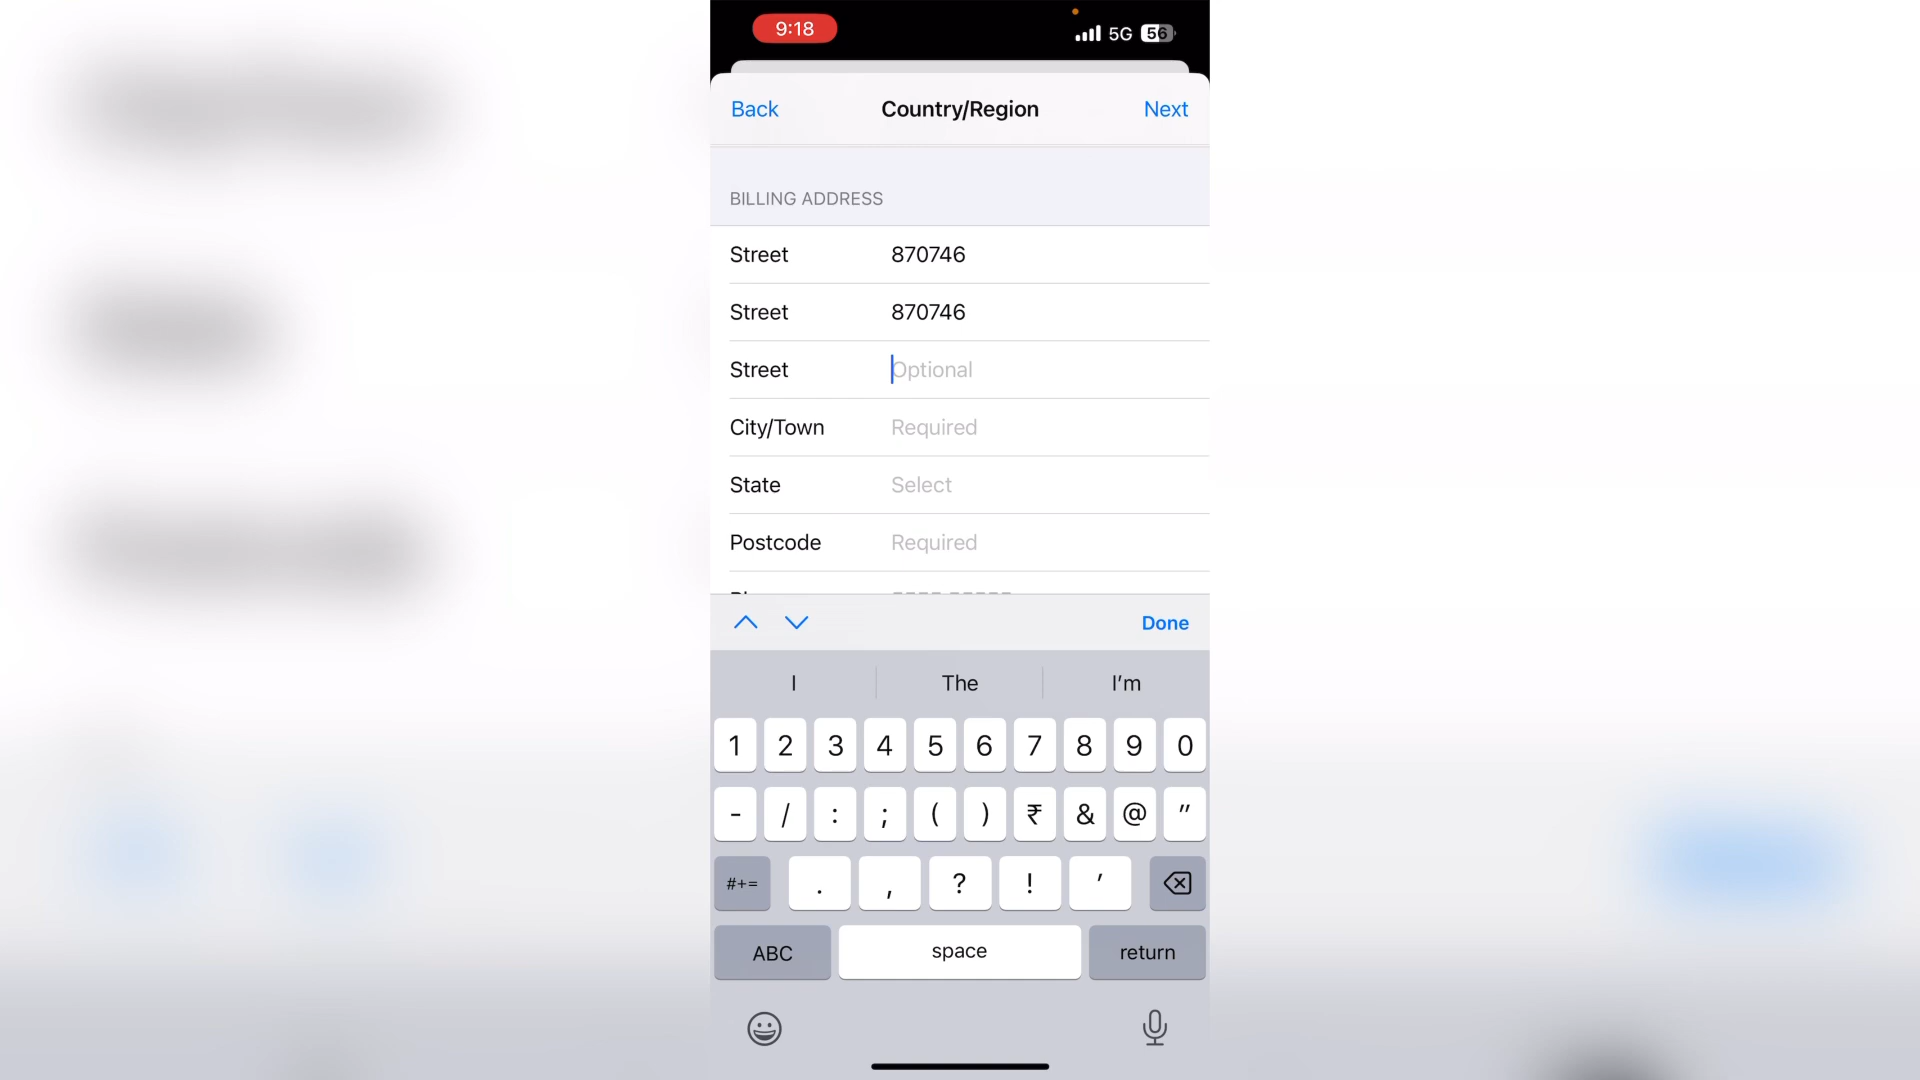 9:18 5G 56
Back Country/Region Next
BILLING ADDRESS
Street 870746
Street 870746
Street Optional
City/Town Required
State Select
Postcode Required
Done
I The I'm
1 2 3 4 5 6 7 8 9 0
- / : ; ( ) ₹ & @ "
#+= . , ? ! '
ABC space return